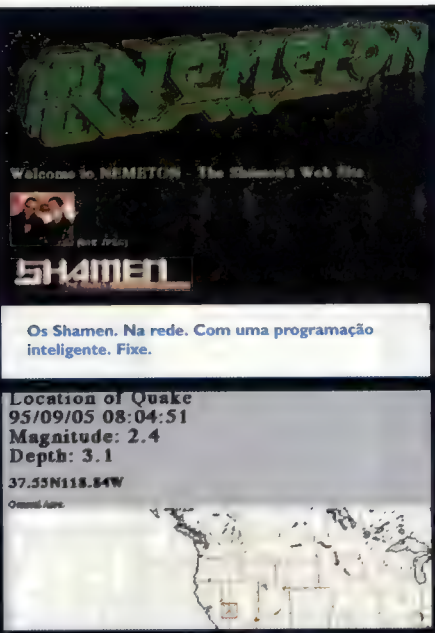 Nemeton
Welcome to NEMETON - The Shamen's Web Site
SHAMEN
Os Shamen. Na rede. Com uma programação
inteligente. Fixe.
Location of Quake
95/09/05 08:04:51
Magnitude: 2.4
Depth: 3.1
37.55N118.84W